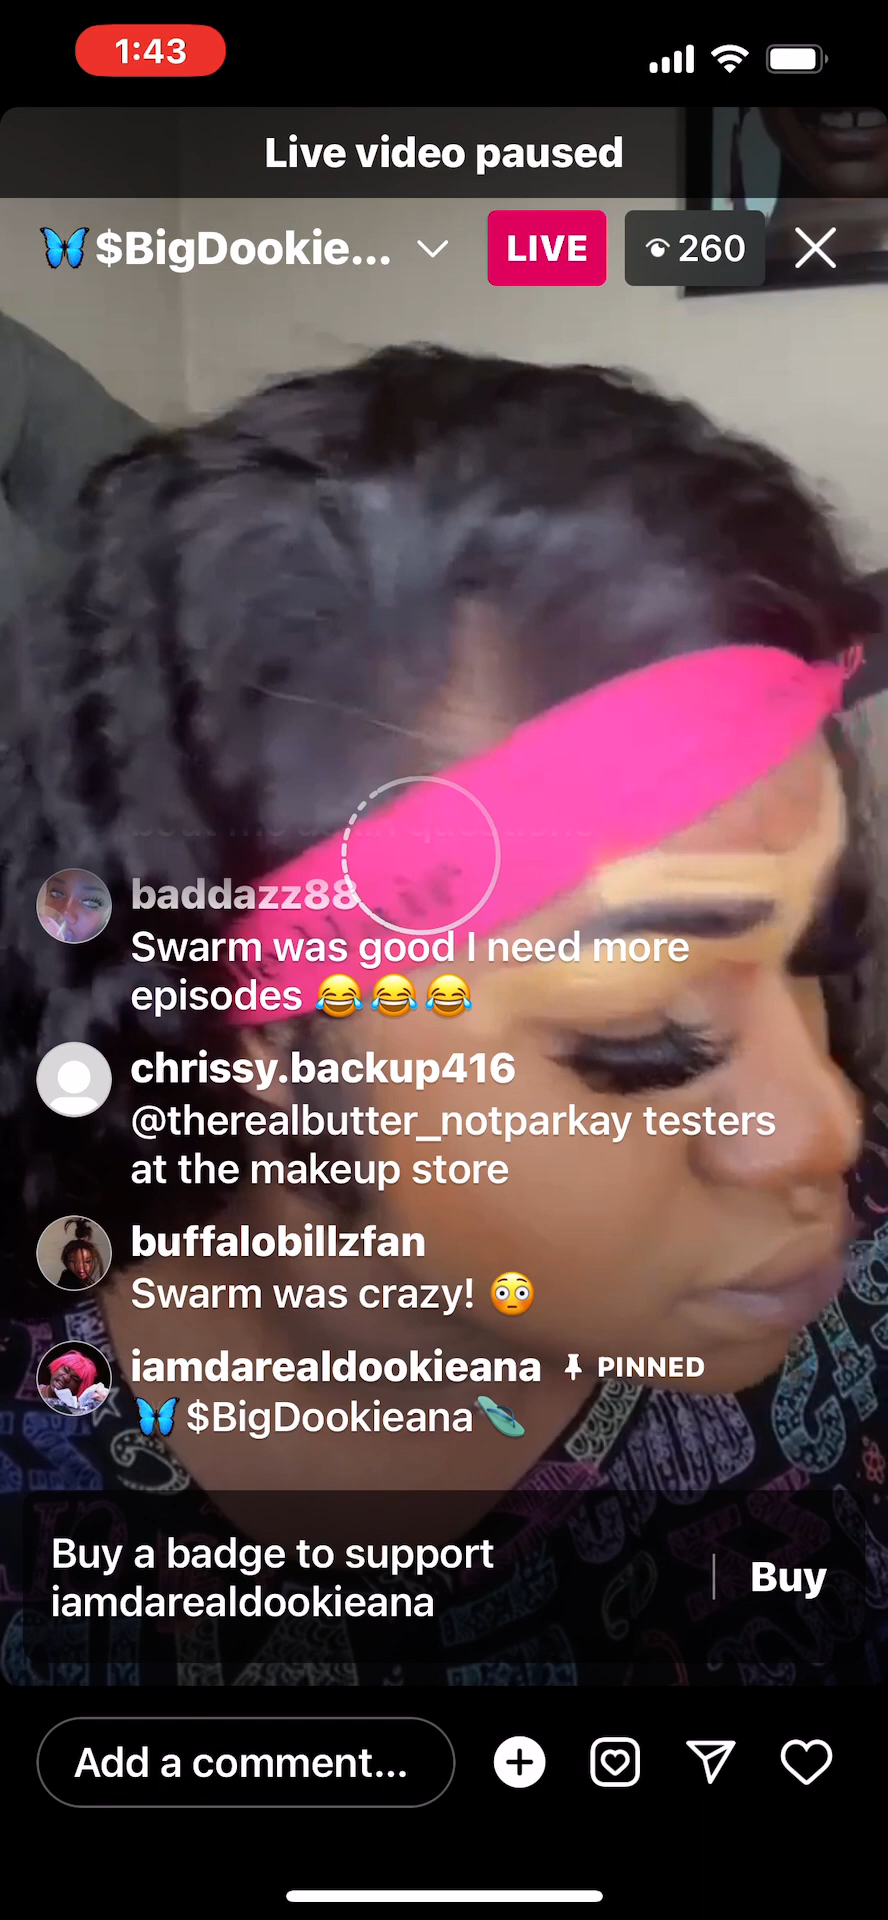 1:43
Live video paused
🦋$BigDookie...
LIVE
260
baddazz88
Swarm was good I need more
episodes 😂😂😂
chrissy.backup416
@therealbutter_notparkay testers
at the makeup store
buffalobillzfan
Swarm was crazy! 😳
iamdarealdookieana PINNED
🦋$BigDookieana🩴
Buy a badge to support
iamdarealdookieana
Buy
Add a comment...